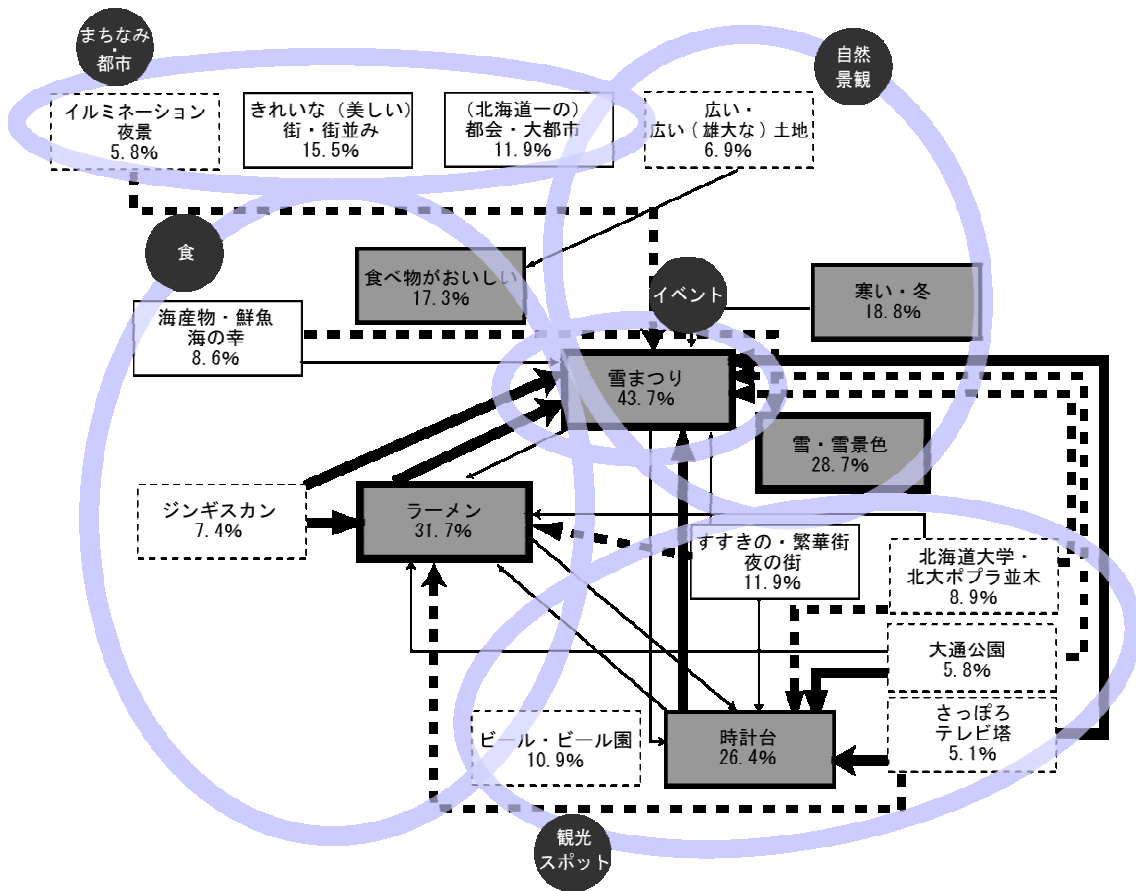 まちなみ
・
都市
自然
景観
イルミネーション
夜景
5.8%
きれいな（美しい）
街・街並み
15.5%
（北海道一の）
都会・大都市
11.9%
広い・
広い（雄大な）土地
6.9%
食
食べ物がおいしい
17.3%
イベント
寒い・冬
18.8%
海産物・鮮魚
海の幸
8.6%
雪まつり
43.7%
雪・雪景色
28.7%
ジンギスカン
7.4%
ラーメン
31.7%
すすきの・繁華街
夜の街
11.9%
北海道大学・
北大ポプラ並木
8.9%
大通公園
5.8%
ビール・ビール園
10.9%
時計台
26.4%
さっぽろ
テレビ塔
5.1%
観光
スポット